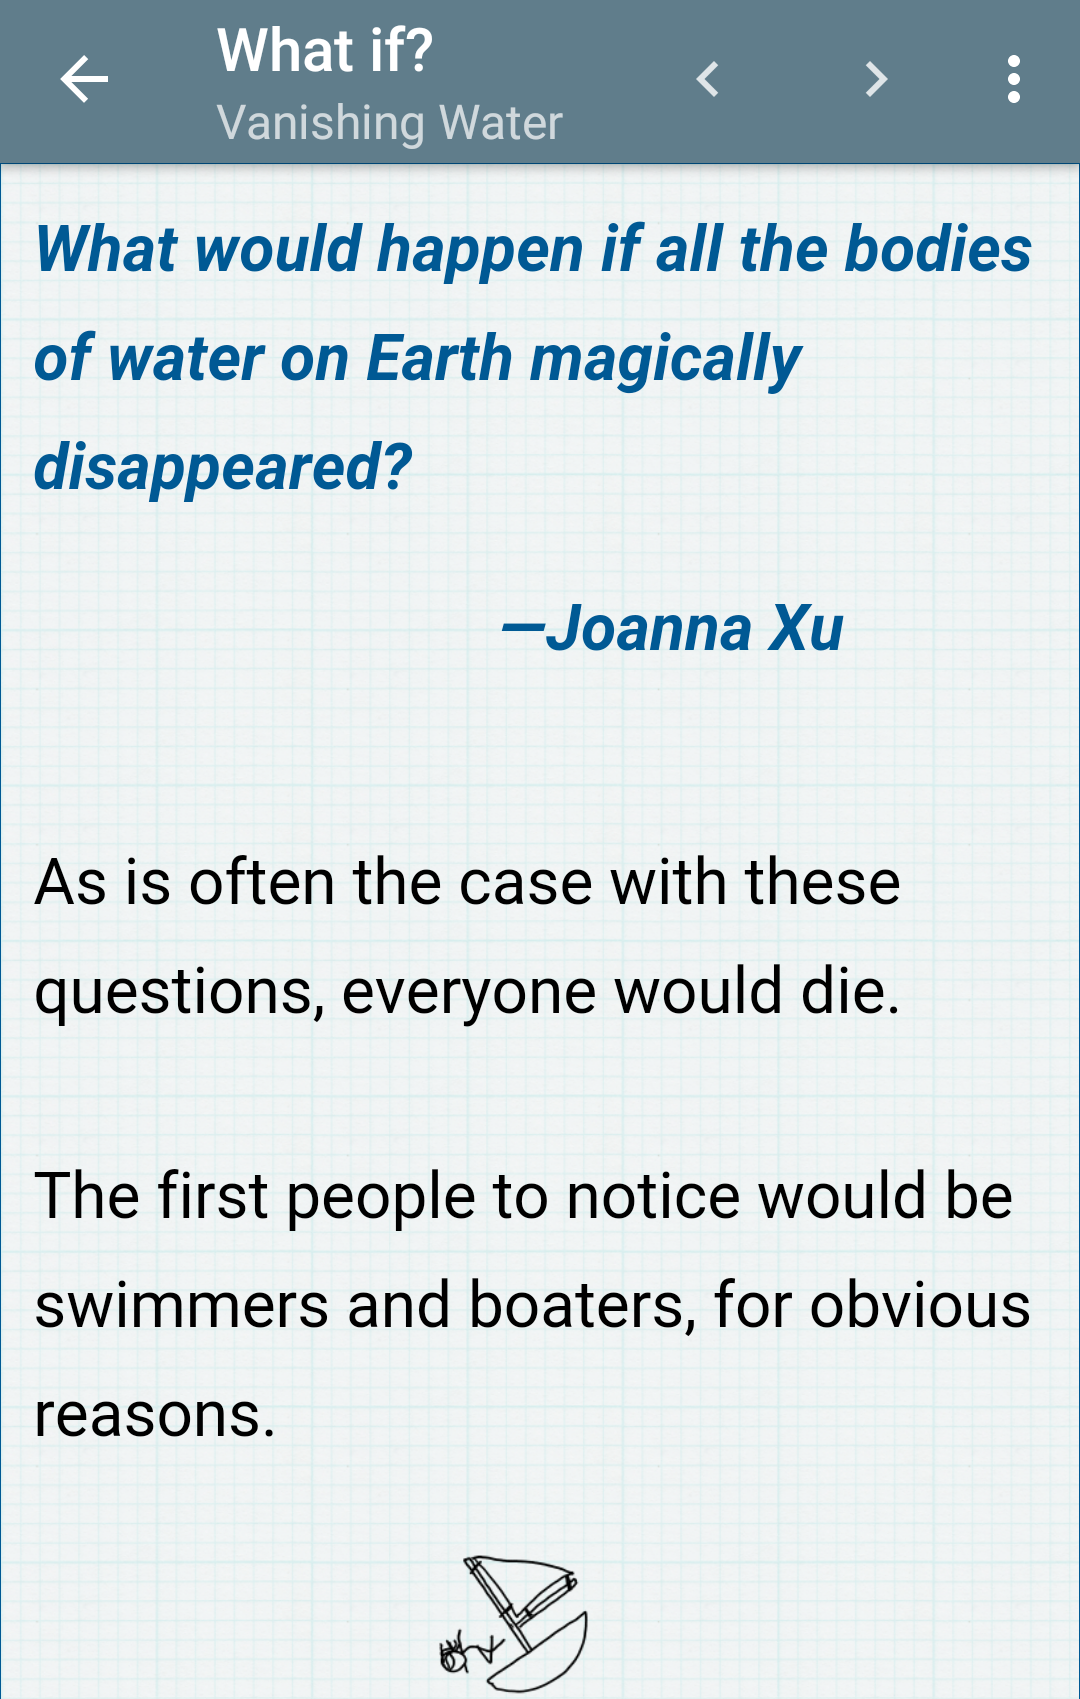 What if?
Vanishing Water
What would happen if all the bodies
of water on Earth magically
disappeared?
—Joanna Xu
As is often the case with these
questions, everyone would die.
The first people to notice would be
swimmers and boaters, for obvious
reasons.